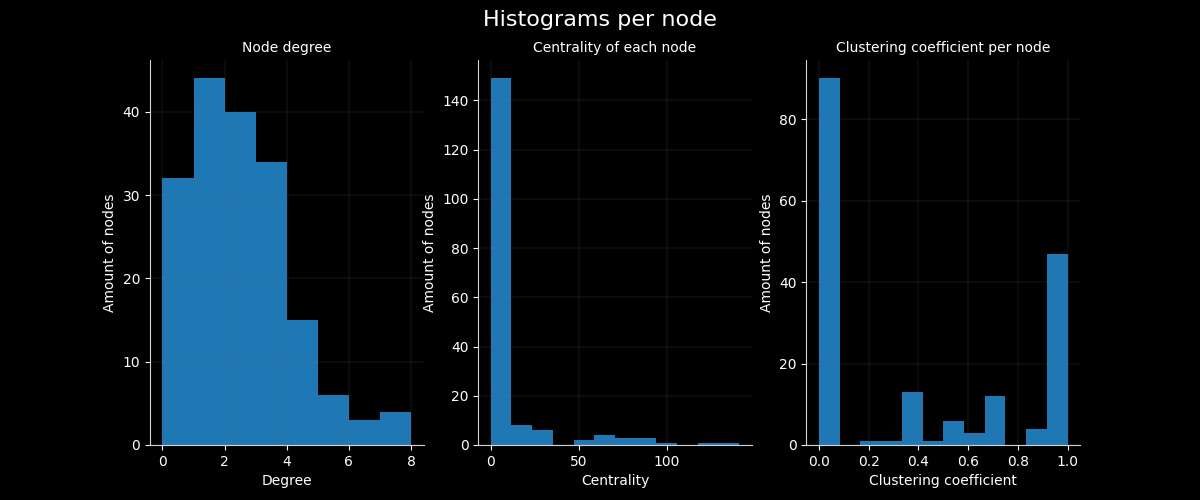 Histograms per node
Node degree
Amount of nodes
40
30
20
10
0
0 2 4 6 8
Degree
Centrality of each node
Amount of nodes
140
120
100
80
60
40
20
0
0 50 100
Centrality
Clustering coefficient per node
Amount of nodes
80
60
40
20
0
0.0 0.2 0.4 0.6 0.8 1.0
Clustering coefficient